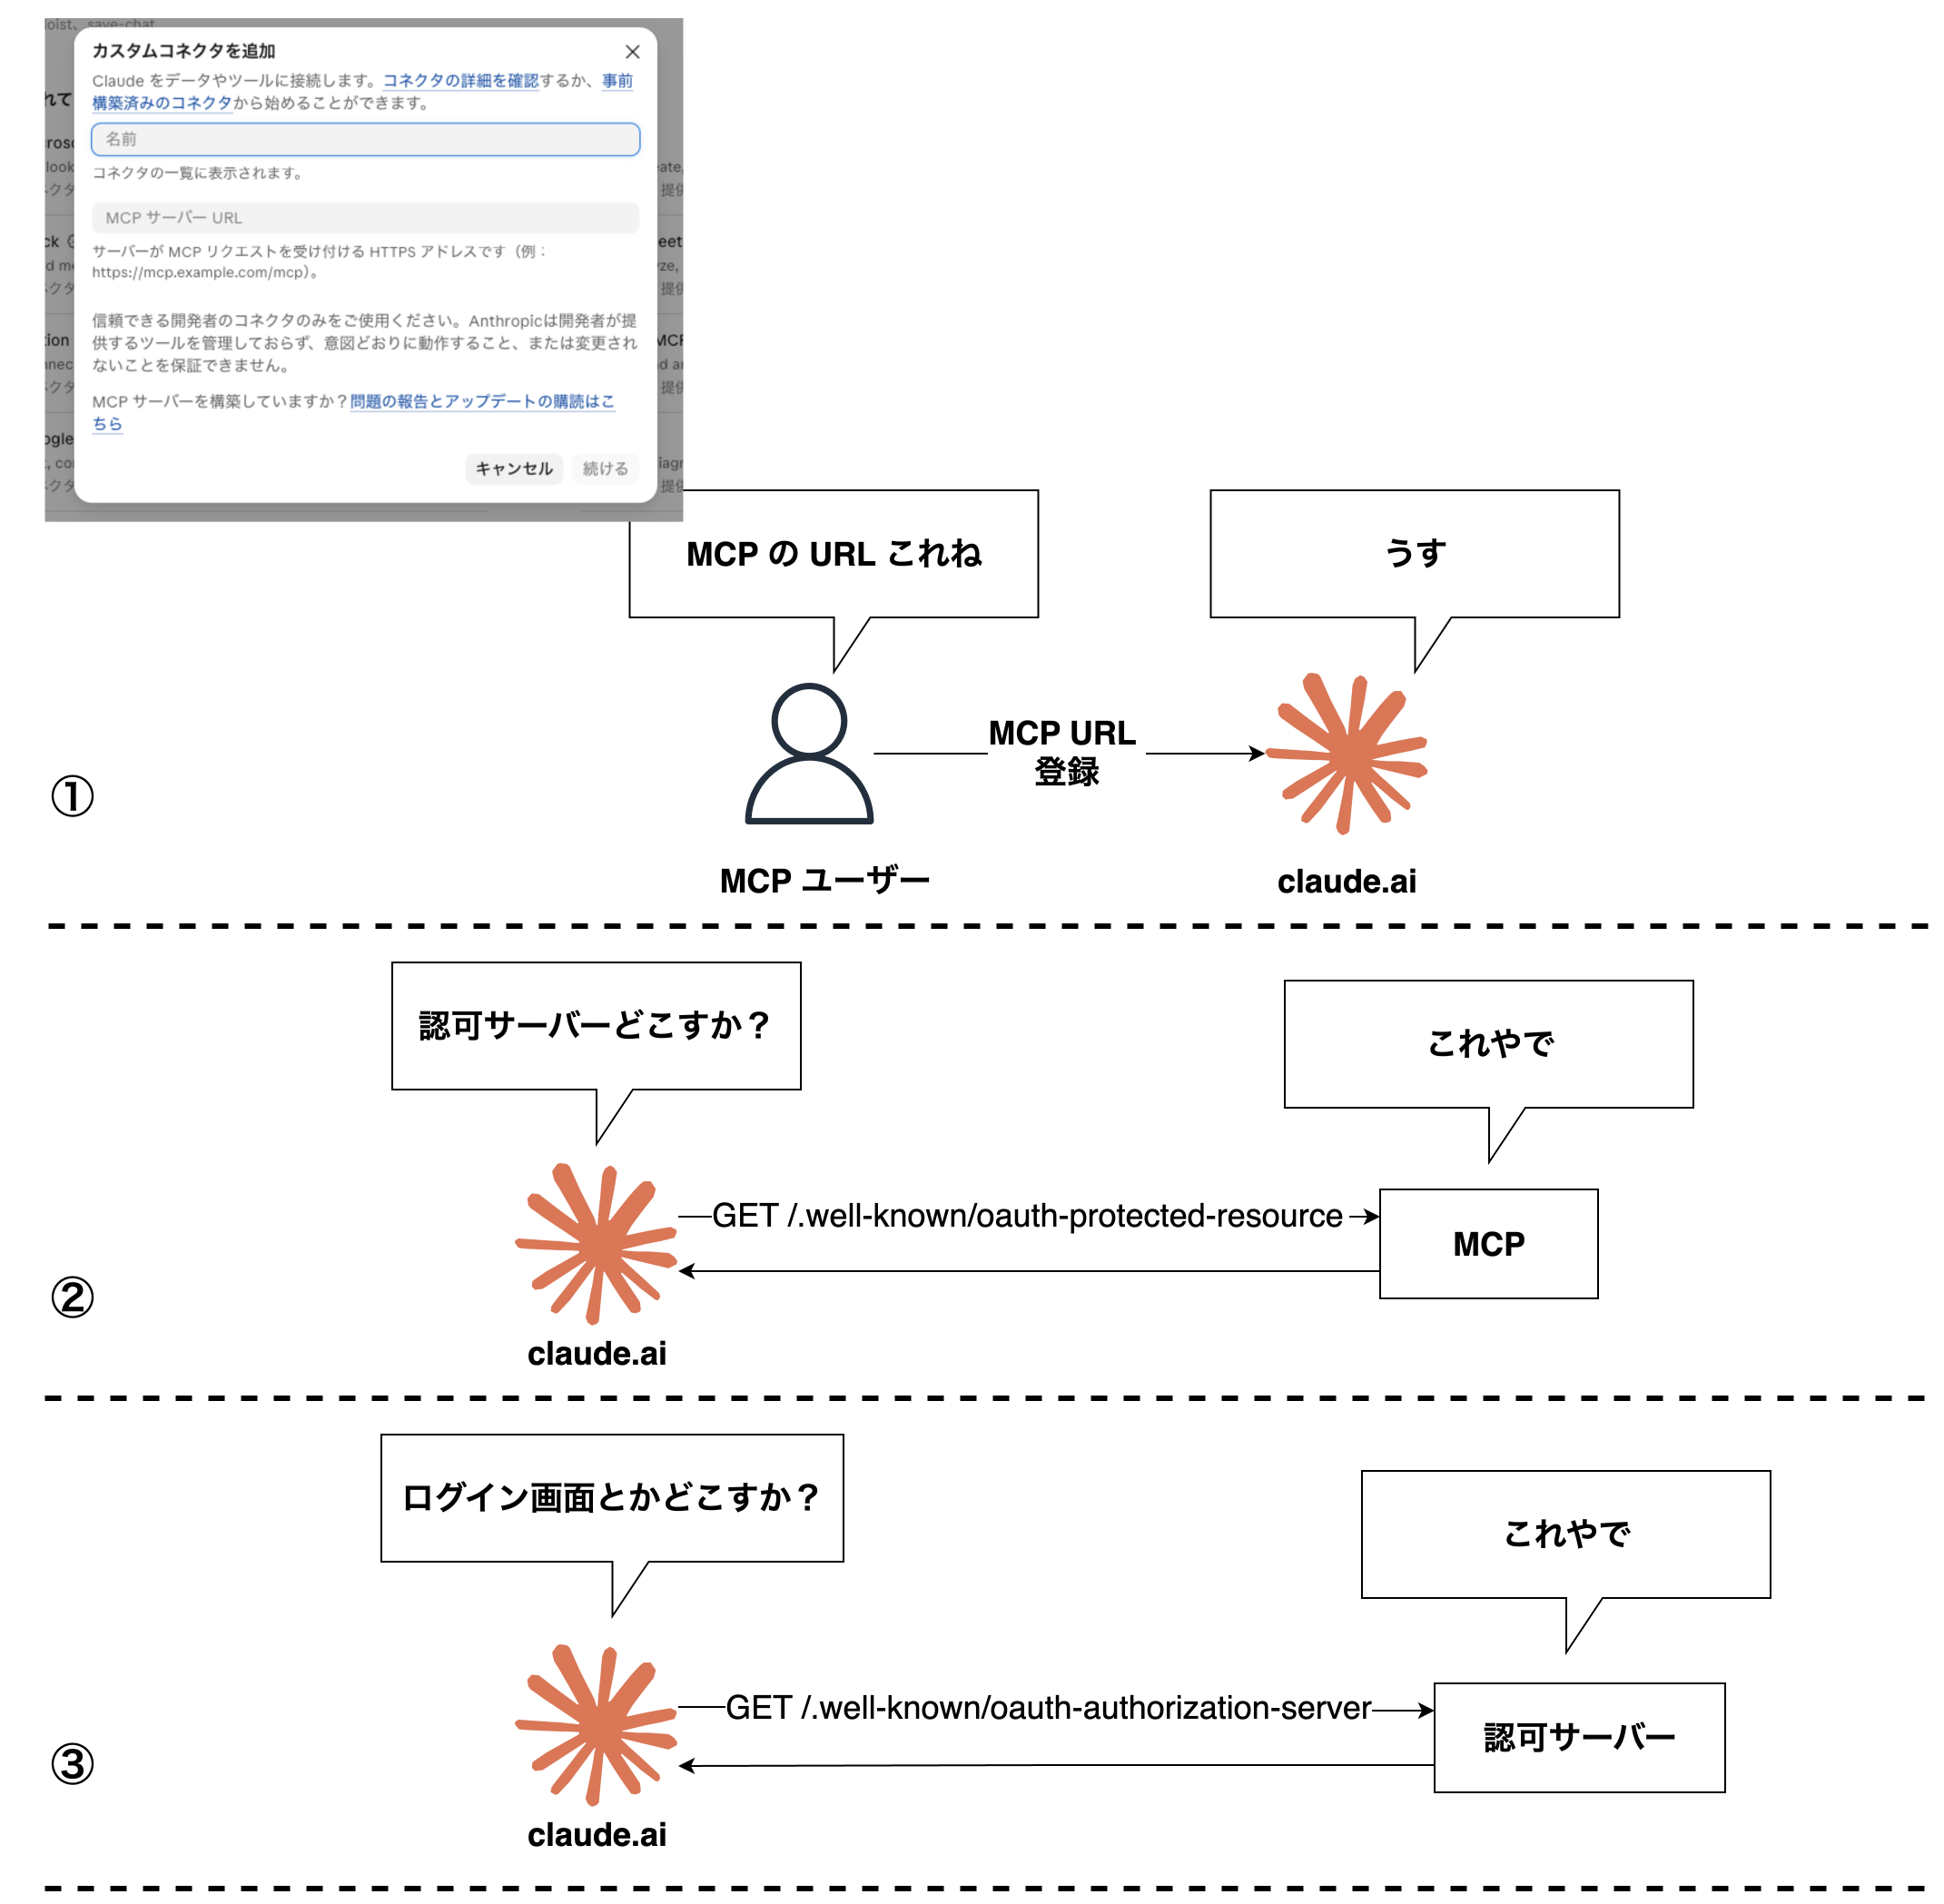 oist、save-chat
カスタムコネクタを追加
Claude をデータやツールに接続します。コネクタの詳細を確認するか、事前
構築済みのコネクタから始めることができます。
名前
コネクタの一覧に表示されます。
MCP サーバー URL
サーバーが MCP リクエストを受け付ける HTTPS アドレスです（例：
https://mcp.example.com/mcp）。
信頼できる開発者のコネクタのみをご使用ください。Anthropicは開発者が提
供するツールを管理しておらず、意図どおりに動作すること、または変更され
ないことを保証できません。
MCP サーバーを構築していますか？問題の報告とアップデートの購読はこ
ちら
キャンセル
続ける
MCP の URL これね
うす
MCP URL
登録
①
MCP ユーザー
claude.ai
認可サーバーどこすか？
これやで
GET /.well-known/oauth-protected-resource
MCP
②
claude.ai
ログイン画面とかどこすか？
これやで
GET /.well-known/oauth-authorization-server
認可サーバー
③
claude.ai